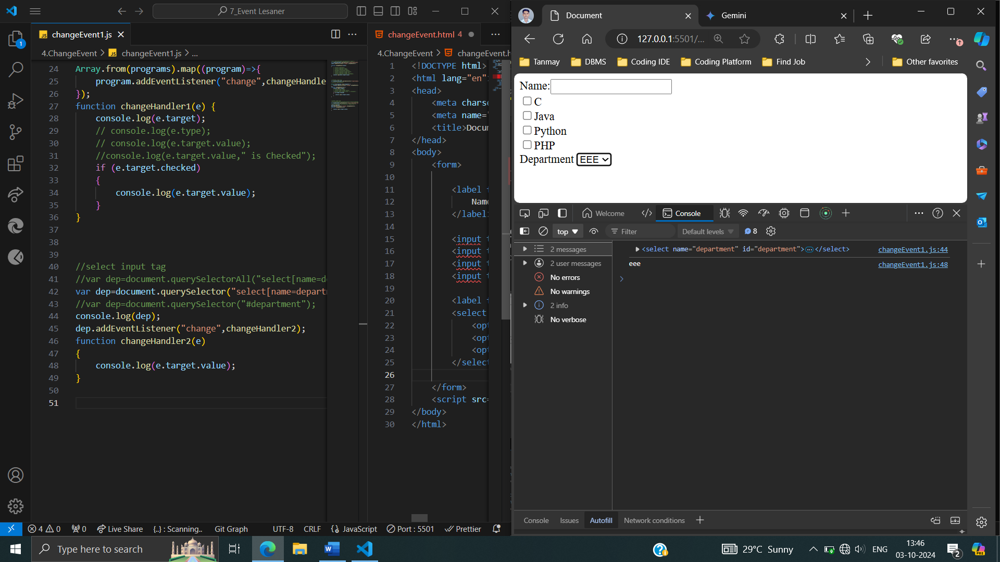 7_Event Lesaner
changeEvent1.js
4.ChangeEvent > changeEvent1.js > ...
24 Array.from(programs).map((program)=>{
25 program.addEventListener("change",changeHandle
26 });
27 function changeHandler1(e) {
28 console.log(e.target);
29 // console.log(e.type);
30 // console.log(e.target.value);
31 //console.log(e.target.value," is Checked");
32 if (e.target.checked)
33 {
34 console.log(e.target.value);
35 }
36 }
37
38
39
40 //select input tag
41 //var dep=document.querySelectorAll("select[name=d
42 var dep=document.querySelector("select[name=depart
43 //var dep=document.querySelector("#department");
44 console.log(dep);
45 dep.addEventListener("change",changeHandler2);
46 function changeHandler2(e)
47 {
48 console.log(e.target.value);
49 }
50
51
changeEvent.html 4
4.ChangeEvent > changeEvent.h
1 <!DOCTYPE html>
2 <html lang="en"
3 <head>
4 <meta charse
5 <meta name=
6 <title>Docu
7 </head>
8 <body>
9 <form>
10
11 <label
12 Name
13 </label
14
15 <input
16 <input
17 <input
18 <input
19
20 <label
21 <select
22 <opt
23 <opt
24 <opt
25 </select
26
27 </form>
28 <script src=
29 </body>
30 </html>
1
4 0 0 Live Share {..} : Scanning.. Git Graph UTF-8 CRLF JavaScript Port : 5501 Prettier
Document
Gemini
127.0.0.1:5501/...
Tanmay DBMS Coding IDE Coding Platform Find Job Other favorites
Name:
C
Java
Python
PHP
Department EEE
Welcome Console
top Filter Default levels 8
2 messages
2 user messages
No errors
No warnings
2 info
No verbose
<select name="department" id="department">…</select> changeEvent1.js:44
eee changeEvent1.js:48
Console Issues Autofill Network conditions
Type here to search
29°C Sunny
ENG
13:46
03-10-2024
2
PRE